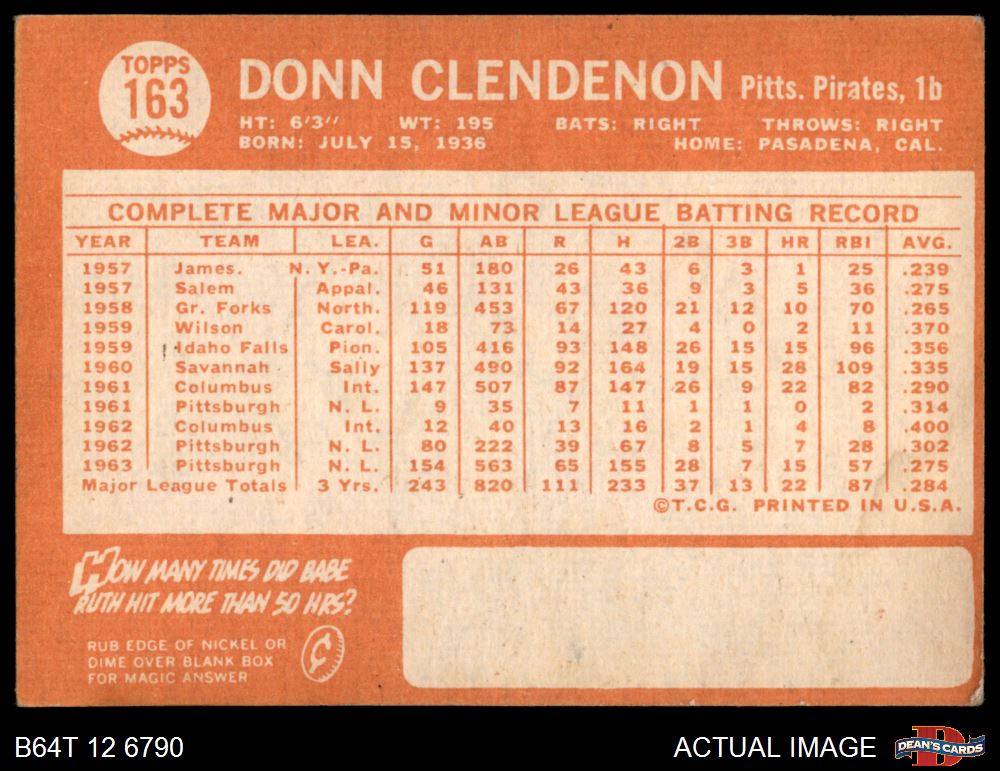 TOPPS
163
DONN CLENDENON Pitts. Pirates, 1b
HT: 6'3" WT: 195 BATS: RIGHT THROWS: RIGHT
BORN: JULY 15, 1936 HOME: PASADENA, CAL.
COMPLETE MAJOR AND MINOR LEAGUE BATTING RECORD
YEAR TEAM LEA. G AB R H 2B 3B HR RBI AVG.
1957 James. N. Y.-Pa. 51 180 26 43 6 3 1 25 .239
1957 Salem Appal. 46 131 43 36 9 3 5 36 .275
1958 Gr. Forks North. 119 453 67 120 21 12 10 70 .265
1959 Wilson Carol. 18 73 14 27 4 0 2 11 .370
1959 Idaho Falls Pion. 105 416 93 148 26 15 15 96 .356
1960 Savannah Sally 137 490 92 164 19 15 28 109 .335
1961 Columbus Int. 147 507 87 147 26 9 22 82 .290
1961 Pittsburgh N. L. 9 35 7 11 1 1 0 2 .314
1962 Columbus Int. 12 40 13 16 2 1 4 8 .400
1962 Pittsburgh N. L. 80 222 39 67 8 5 7 28 .302
1963 Pittsburgh N. L. 154 563 65 155 28 7 15 57 .275
Major League Totals 3 Yrs. 243 820 111 233 37 13 22 87 .284
©T.C.G. PRINTED IN U.S.A.
HOW MANY TIMES DID BABE
RUTH HIT MORE THAN 50 HRS?
RUB EDGE OF NICKEL OR
DIME OVER BLANK BOX
FOR MAGIC ANSWER
¢
B64T 12 6790 ACTUAL IMAGE DEAN'S CARDS